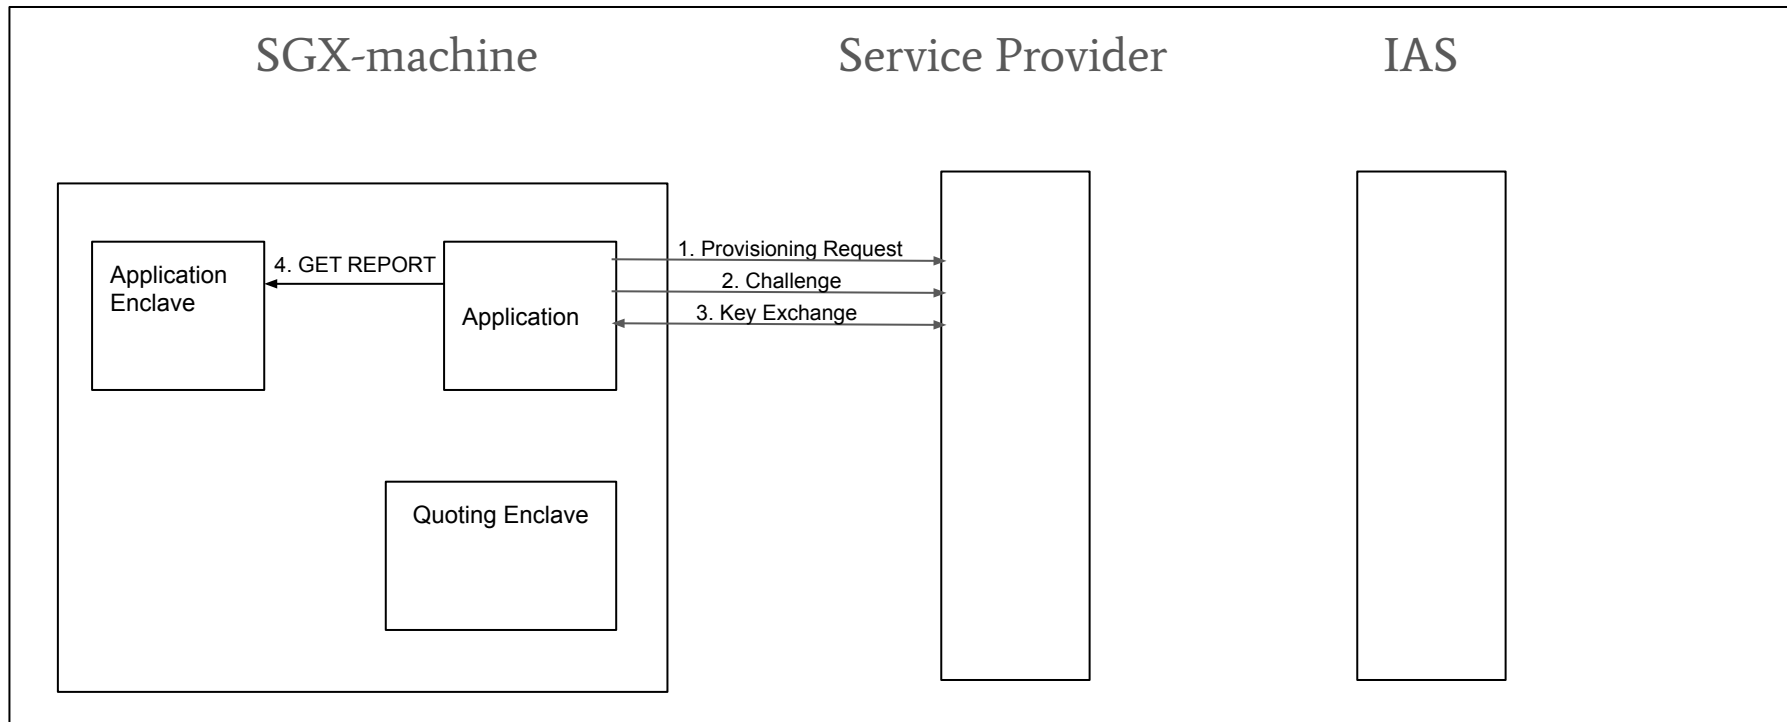 SGX-machine
Service Provider
IAS
Application
Enclave
4. GET REPORT
Application
1. Provisioning Request
2. Challenge
3. Key Exchange
Quoting Enclave